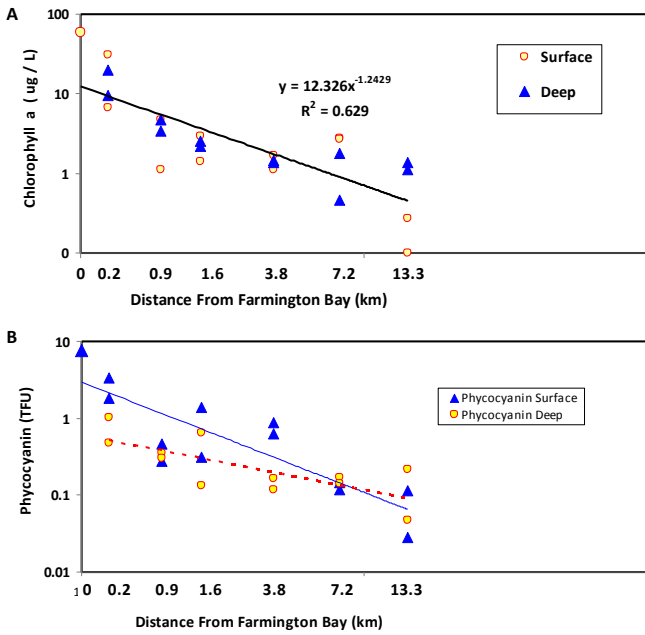 A
100
10
1
0
Chlorophyll a ( ug / L)
Surface
Deep
y = 12.326x^-1.2429
R² = 0.629
0 0.2 0.9 1.6 3.8 7.2 13.3
Distance From Farmington Bay (km)
B
10
1
0.1
0.01
Phycocyanin (TFU)
Phycocyanin Surface
Phycocyanin Deep
1 0 0.2 0.9 1.6 3.8 7.2 13.3
Distance From Farmington Bay (km)